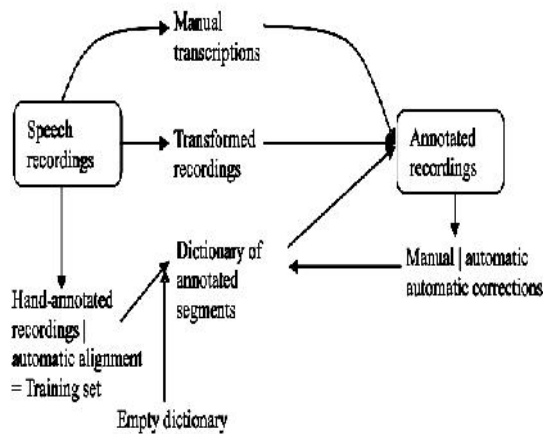 Manual
transcriptions
Speech
recordings
Transformed
recordings
Annotated
recordings
Dictionary of
annotated
segments
Manual | automatic
automatic corrections
Hand-annotated
recordings |
automatic alignment
= Training set
Empty dictionary